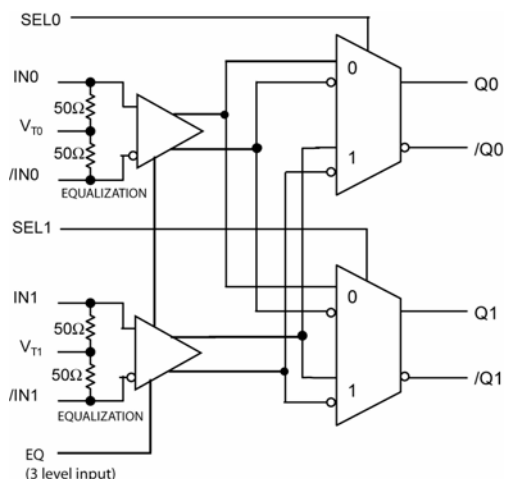 SEL0
IN0
50Ω
VT0
50Ω
/IN0
EQUALIZATION
0
1
Q0
/Q0
SEL1
IN1
50Ω
VT1
50Ω
/IN1
EQUALIZATION
0
1
Q1
/Q1
EQ
(3 level input)